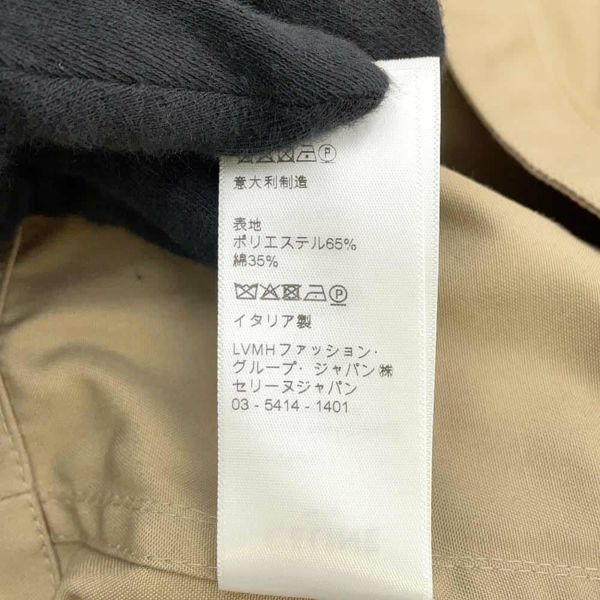 意大利制造
表地
ポリエステル65%
綿35%
イタリア製
LVMHファッション・
グループ・ジャパン㈱
セリーヌジャパン
03 - 5414 - 1401